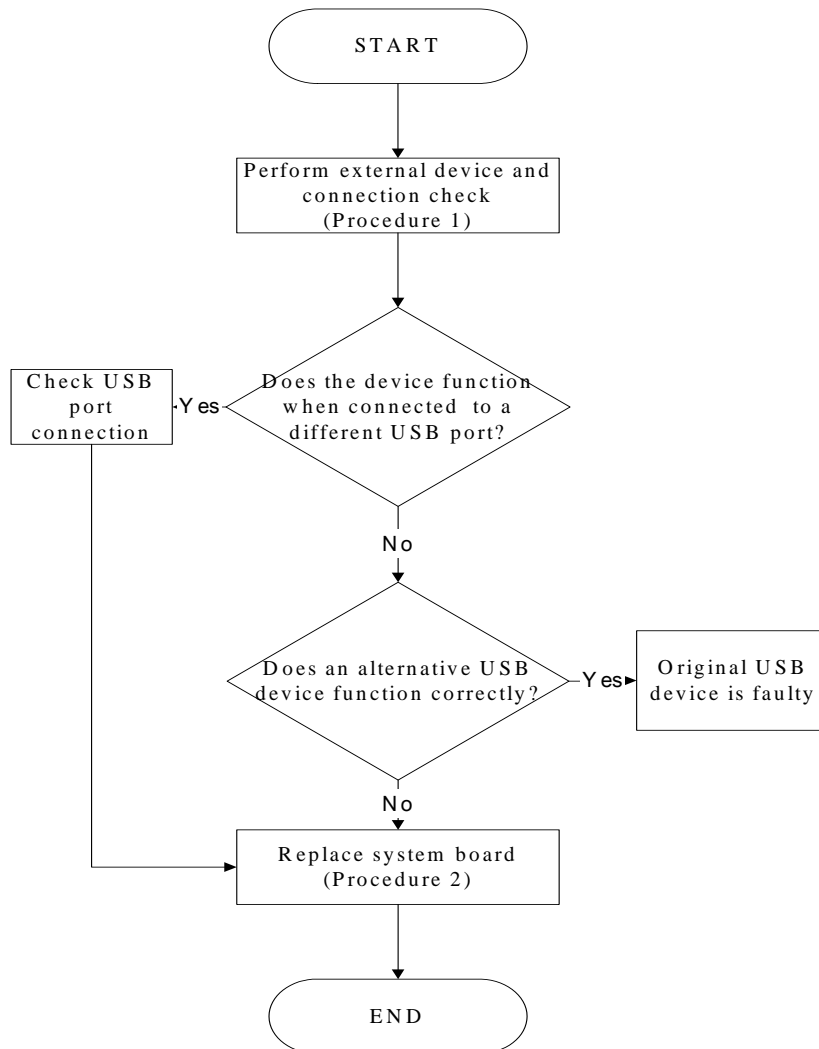 START
Perform external device and
connection check
(Procedure 1)
Does the device function
when connected to a
different USB port?
Yes
Check USB
port
connection
No
Does an alternative USB
device function correctly?
Yes
Original USB
device is faulty
No
Replace system board
(Procedure 2)
END